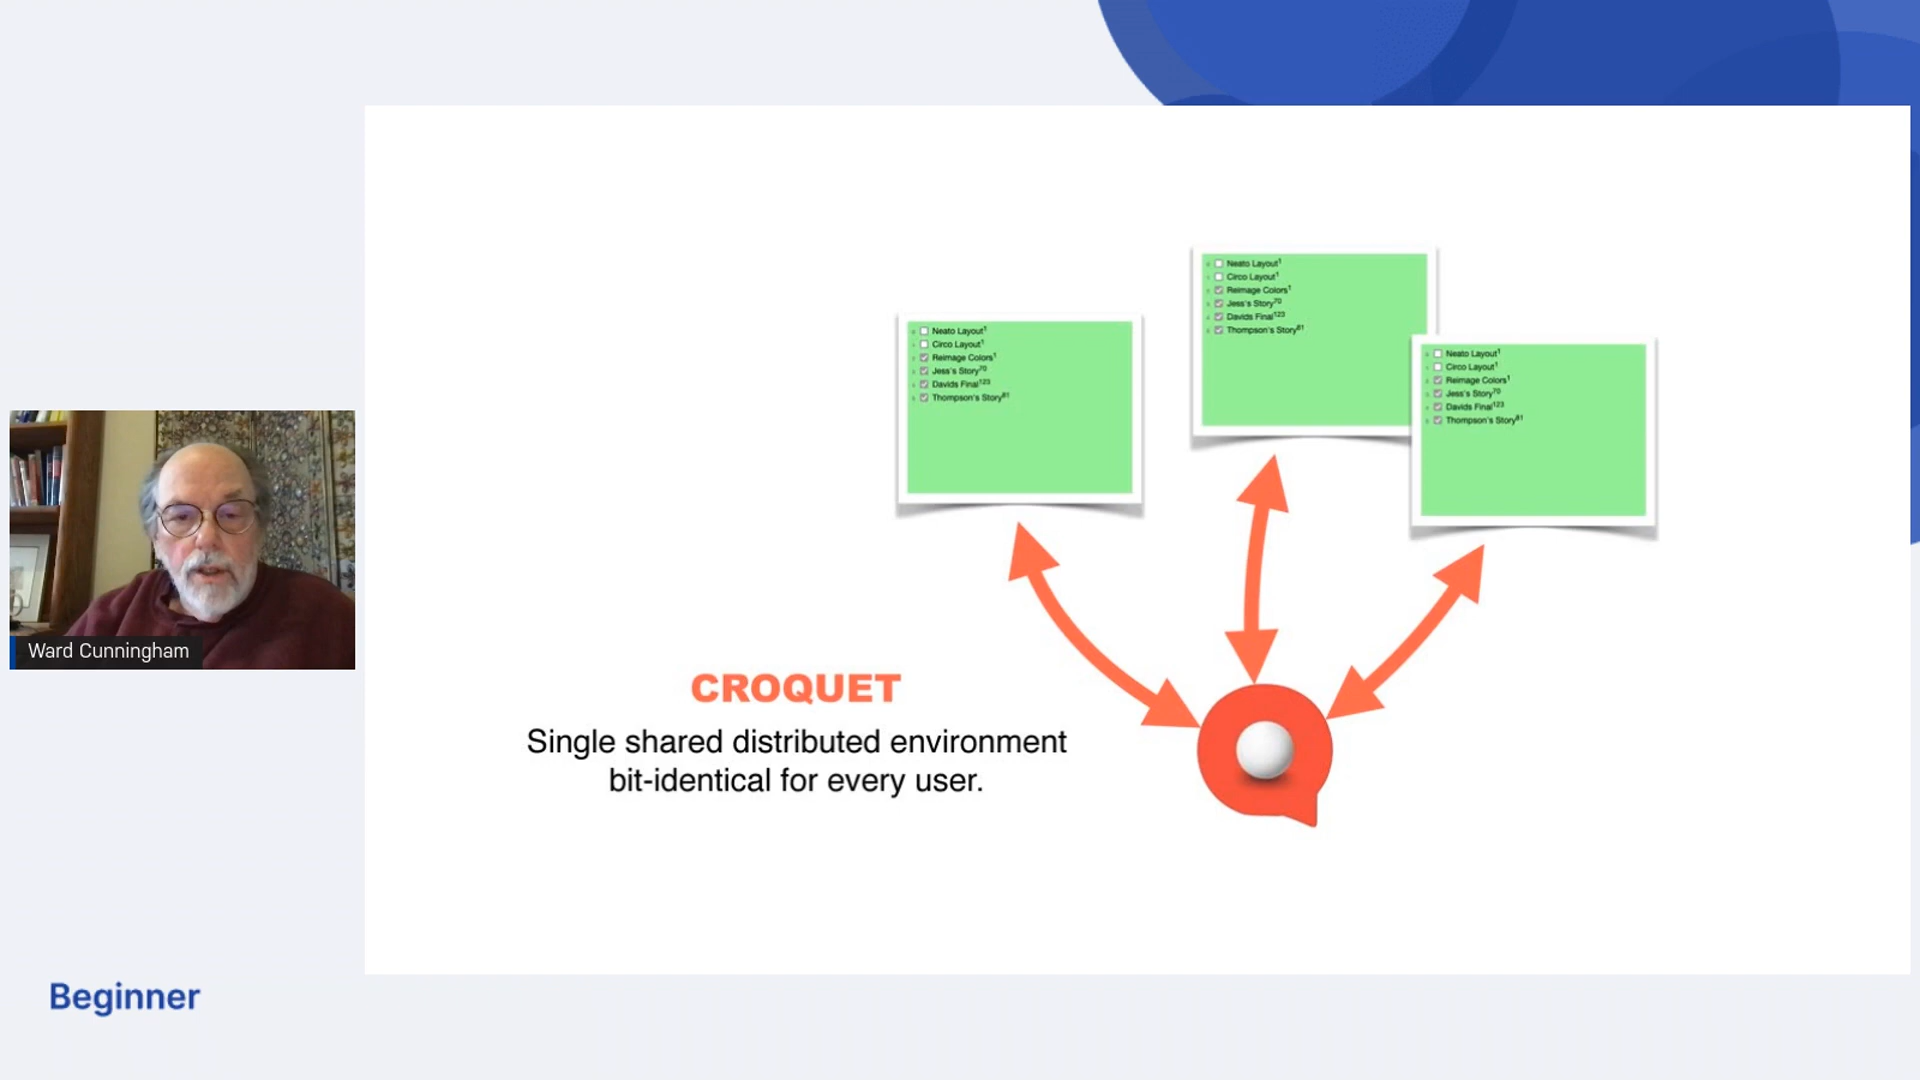 Neato Layout1
Circo Layout1
Reimage Colors1
Jess's Story70
Davids Final123
Thompson's Story81
Neato Layout1
Circo Layout1
Reimage Colors1
Jess's Story70
Davids Final123
Thompson's Story81
Neato Layout1
Circo Layout1
Reimage Colors1
Jess's Story70
Davids Final123
Thompson's Story81
Ward Cunningham
CROQUET
Single shared distributed environment
bit-identical for every user.
Beginner